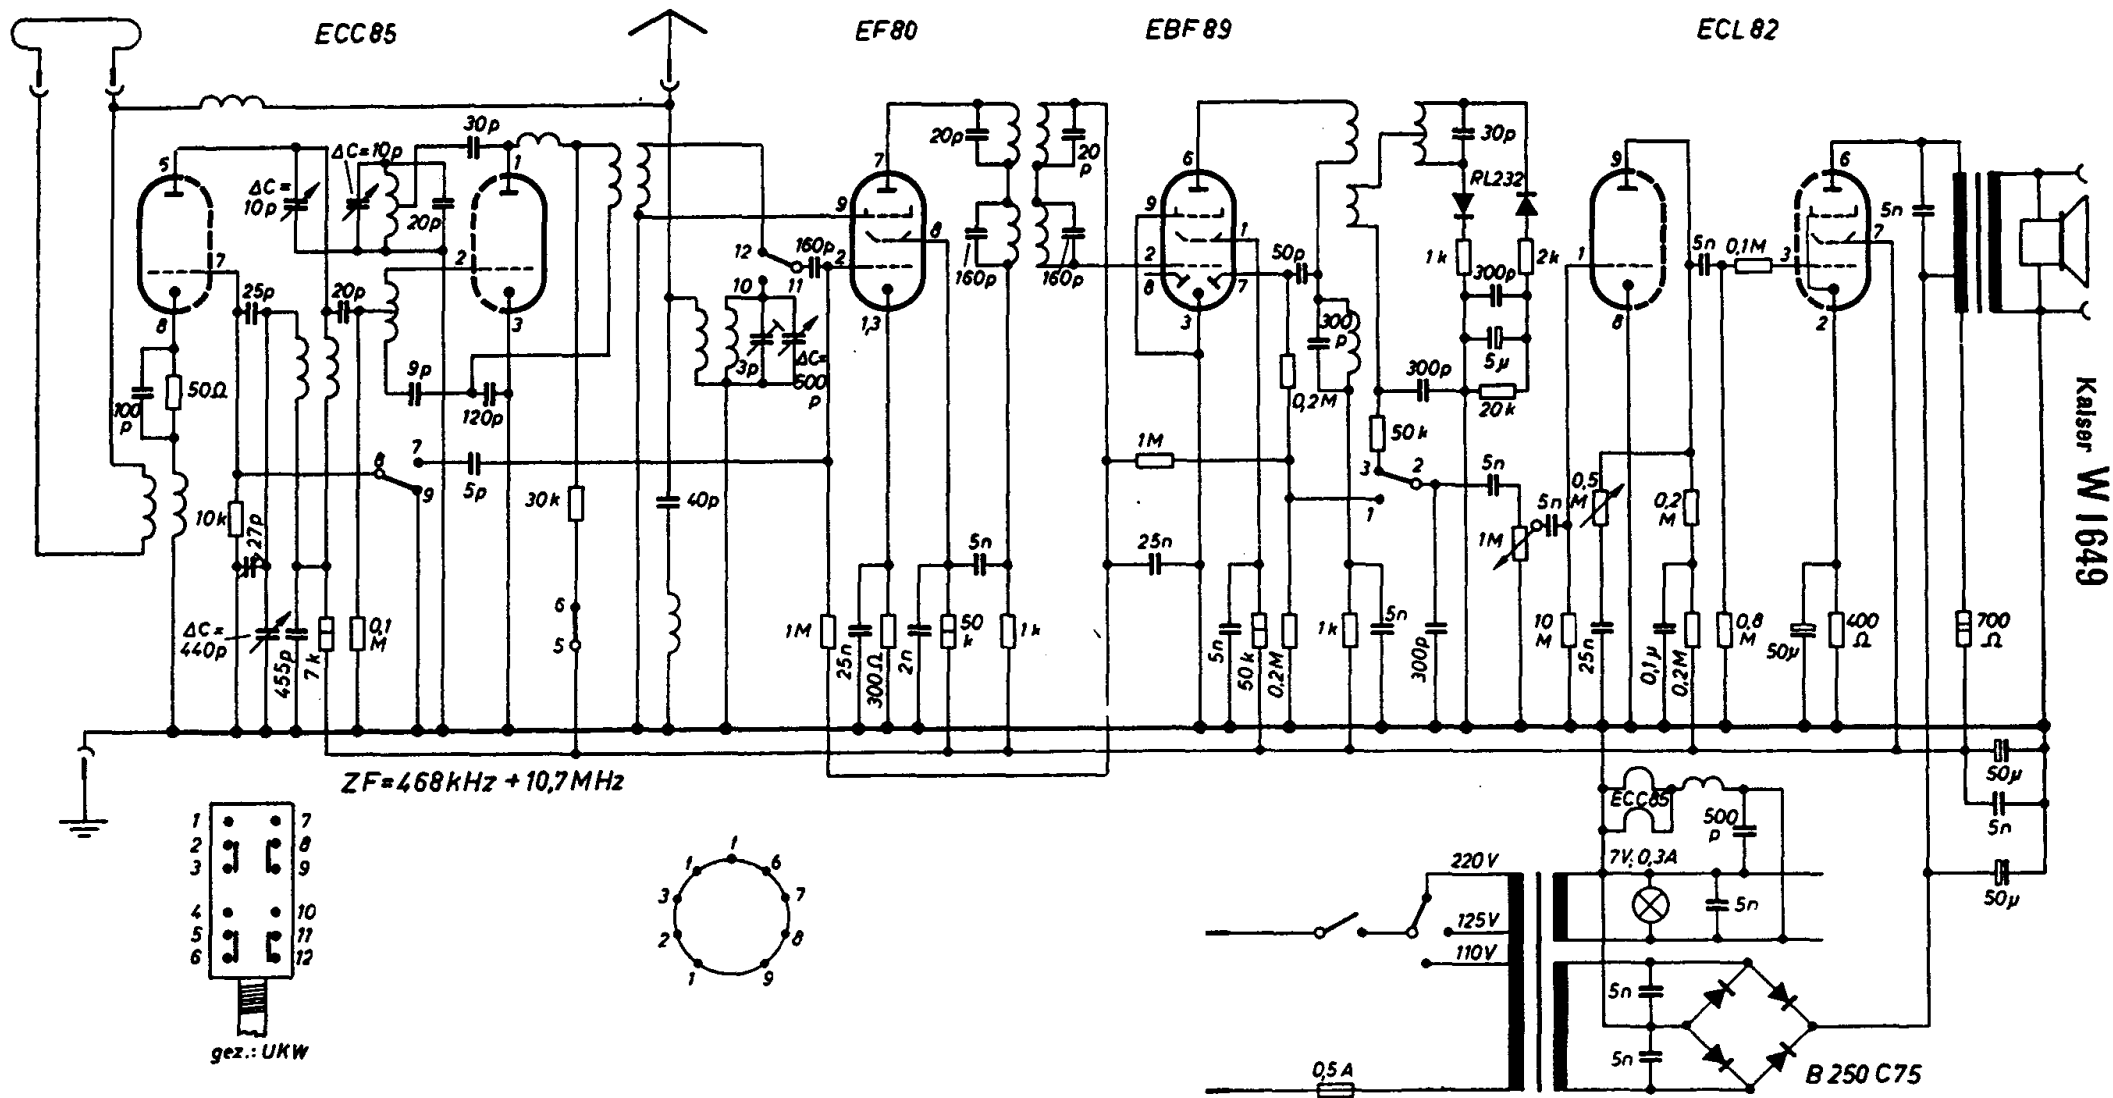 ECC85
EF80
EBF89
ECL82
5
ΔC=
10p
ΔC=10p
20p
30p
1
7
8
25p
20p
2
3
9p
120p
100
p
50Ω
8
7
9
5p
10k
27p
ΔC=
440p
455p
7k
0,1
M
30k
6
5
40p
12
160p
10
11
3p
ΔC=
500
p
7
9
8
2
1,3
20p
20
p
160p
160p
1M
25n
300Ω
2n
5n
50
k
1k
6
9
1
2
8
7
3
50p
300
p
0,2M
1M
25n
5n
50k
0,2M
1k
5n
300p
30p
RL232
1k
2k
300p
5µ
20k
300p
50k
3
2
1
5n
1M
5n
10
M
9
1
8
0,5
M
25n
0,2
M
0,1µ
0,2M
5n
0,1M
0,8
M
6
7
3
2
50µ
400
Ω
5n
700
Ω
50µ
5n
50µ
Kaiser W 1649
ZF=468kHz+10,7MHz
1
2
3
4
5
6
7
8
9
10
11
12
gez.: UKW
1
1
6
3
7
2
8
1
9
ECC85
500
p
7V; 0,3A
5n
220V
125V
110V
0,5A
5n
5n
B250C75